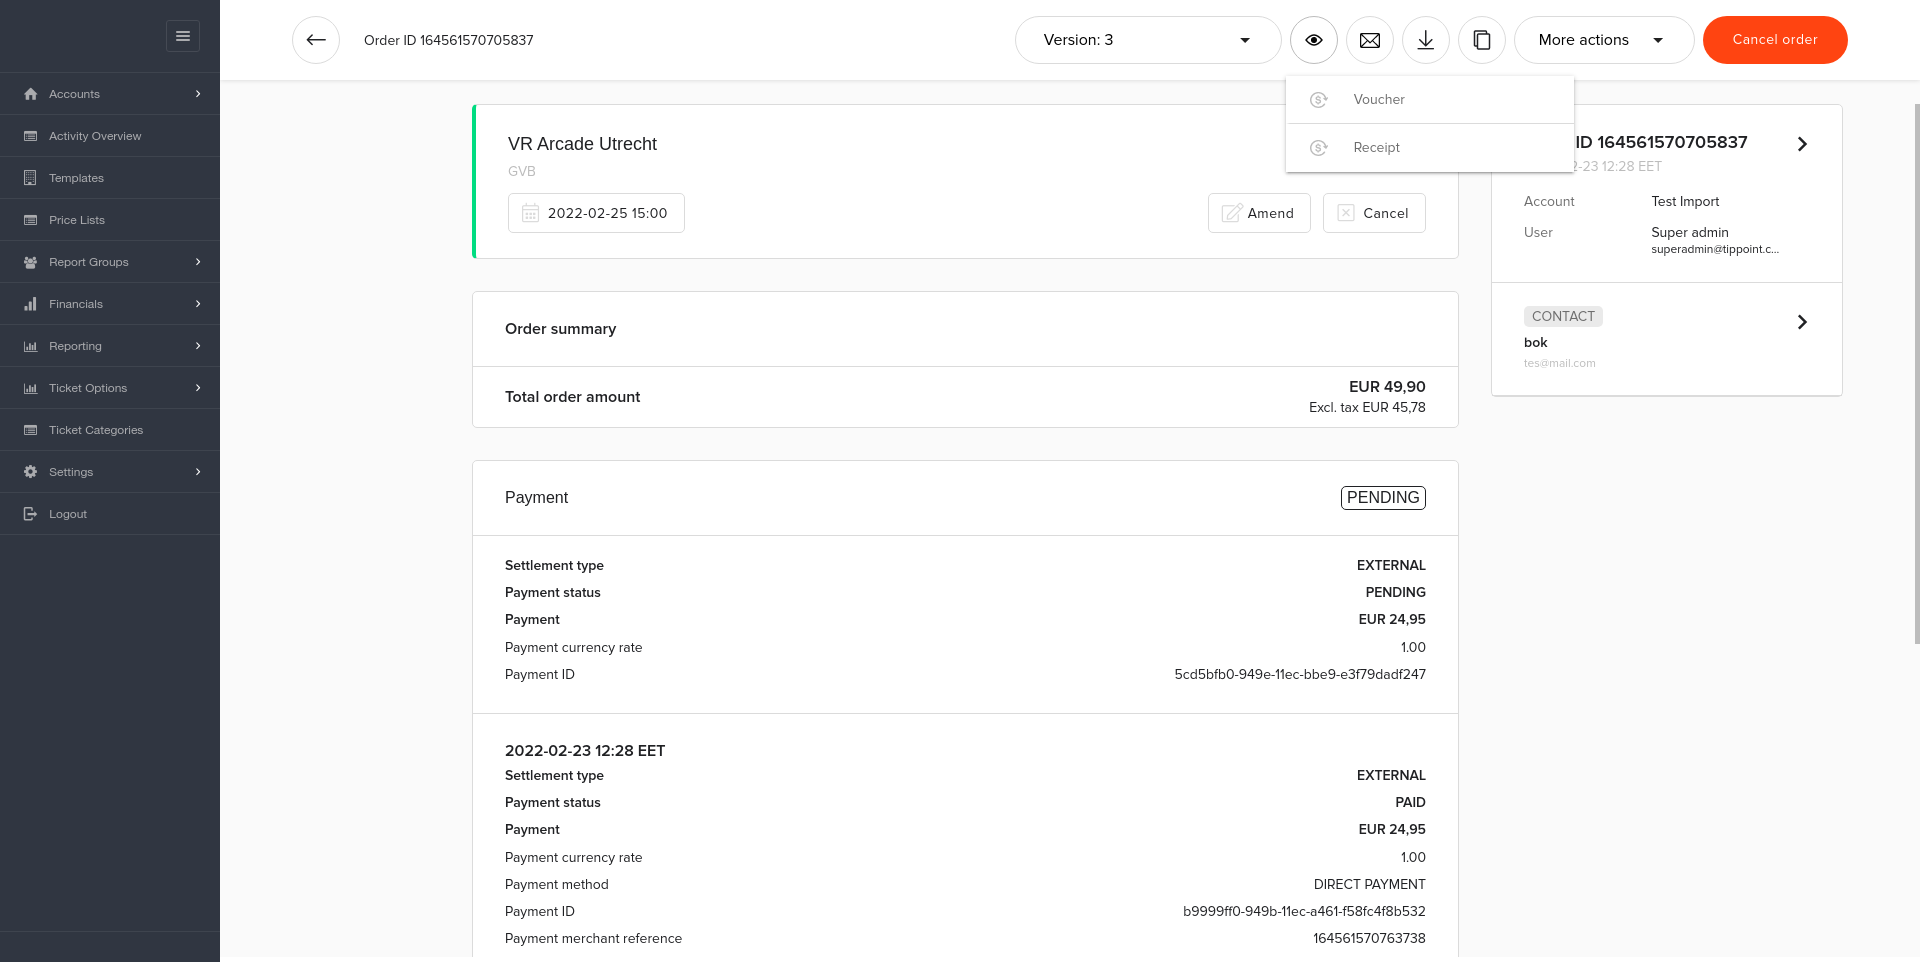 Order ID 164561570705837
Version: 3
More actions
Cancel order
Accounts
Activity Overview
Templates
Price Lists
Report Groups
Financials
Reporting
Ticket Options
Ticket Categories
Settings
Logout
Voucher
Receipt
VR Arcade Utrecht
GVB
2022-02-25 15:00
Amend
Cancel
Order summary
Total order amount
EUR 49,90
Excl. tax EUR 45,78
Payment
PENDING
Settlement type
EXTERNAL
Payment status
PENDING
Payment
EUR 24,95
Payment currency rate
1.00
Payment ID
5cd5bfb0-949e-11ec-bbe9-e3f79dadf247
2022-02-23 12:28 EET
Settlement type
EXTERNAL
Payment status
PAID
Payment
EUR 24,95
Payment currency rate
1.00
Payment method
DIRECT PAYMENT
Payment ID
b9999ff0-949b-11ec-a461-f58fc4f8b532
Payment merchant reference
164561570763738
ID 164561570705837
2-23 12:28 EET
Account
Test Import
User
Super admin
superadmin@tippoint.c...
CONTACT
bok
tes@mail.com